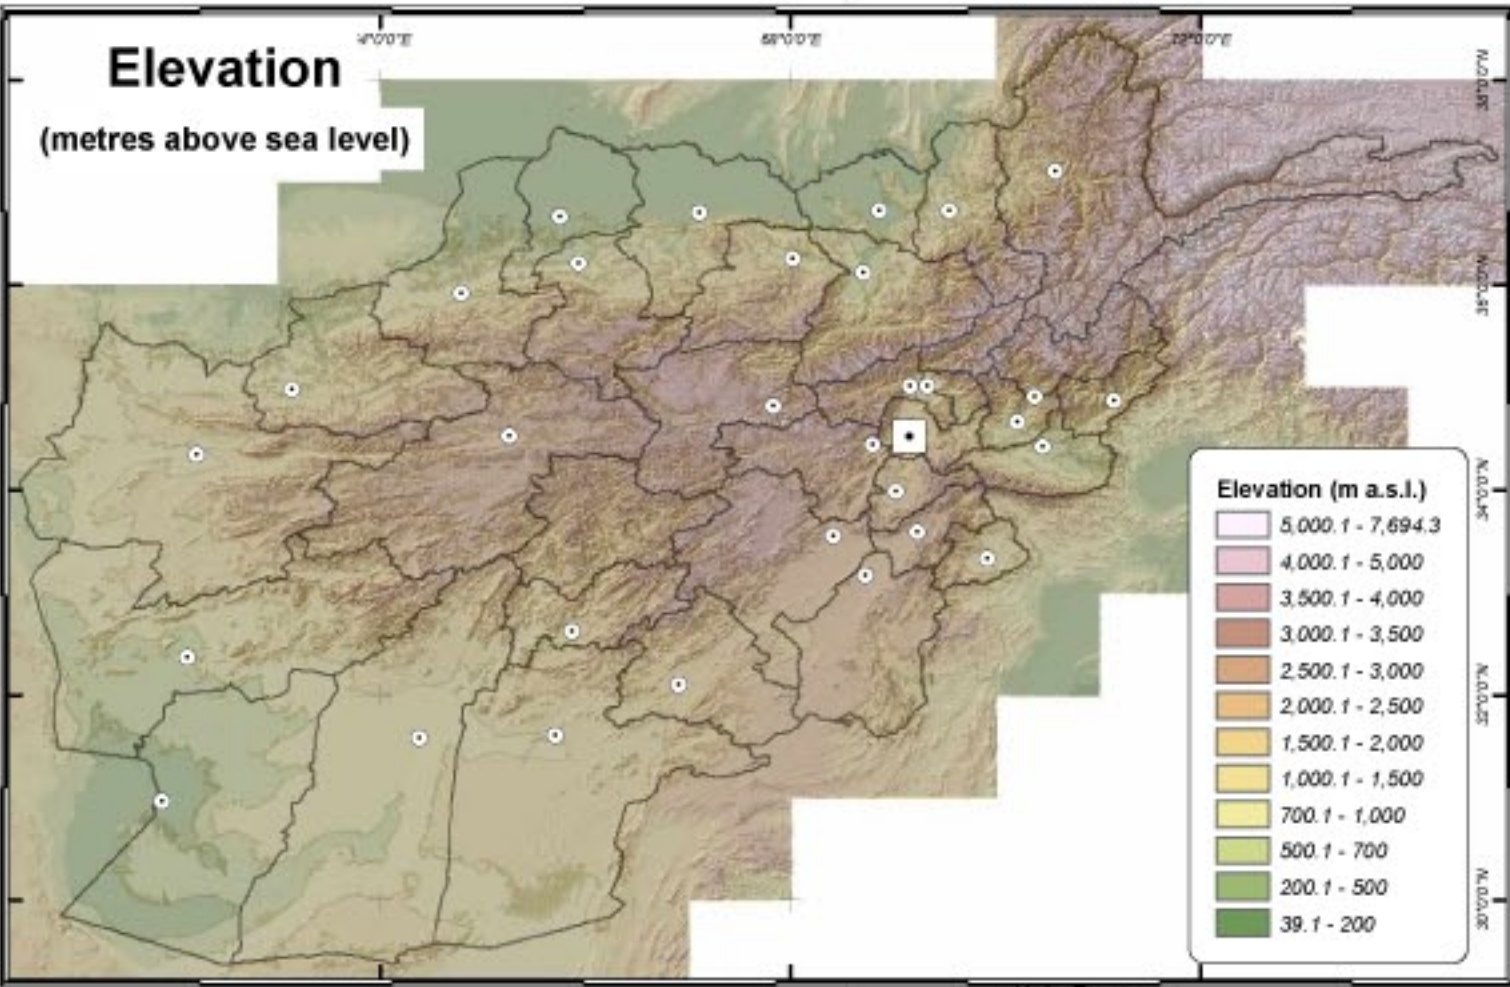 Elevation
(metres above sea level)
68°0'0"E
Elevation (m a.s.l.)
5,000.1 - 7,694.3
4,000.1 - 5,000
3,500.1 - 4,000
3,000.1 - 3,500
2,500.1 - 3,000
2,000.1 - 2,500
1,500.1 - 2,000
1,000.1 - 1,500
700.1 - 1,000
500.1 - 700
200.1 - 500
39.1 - 200